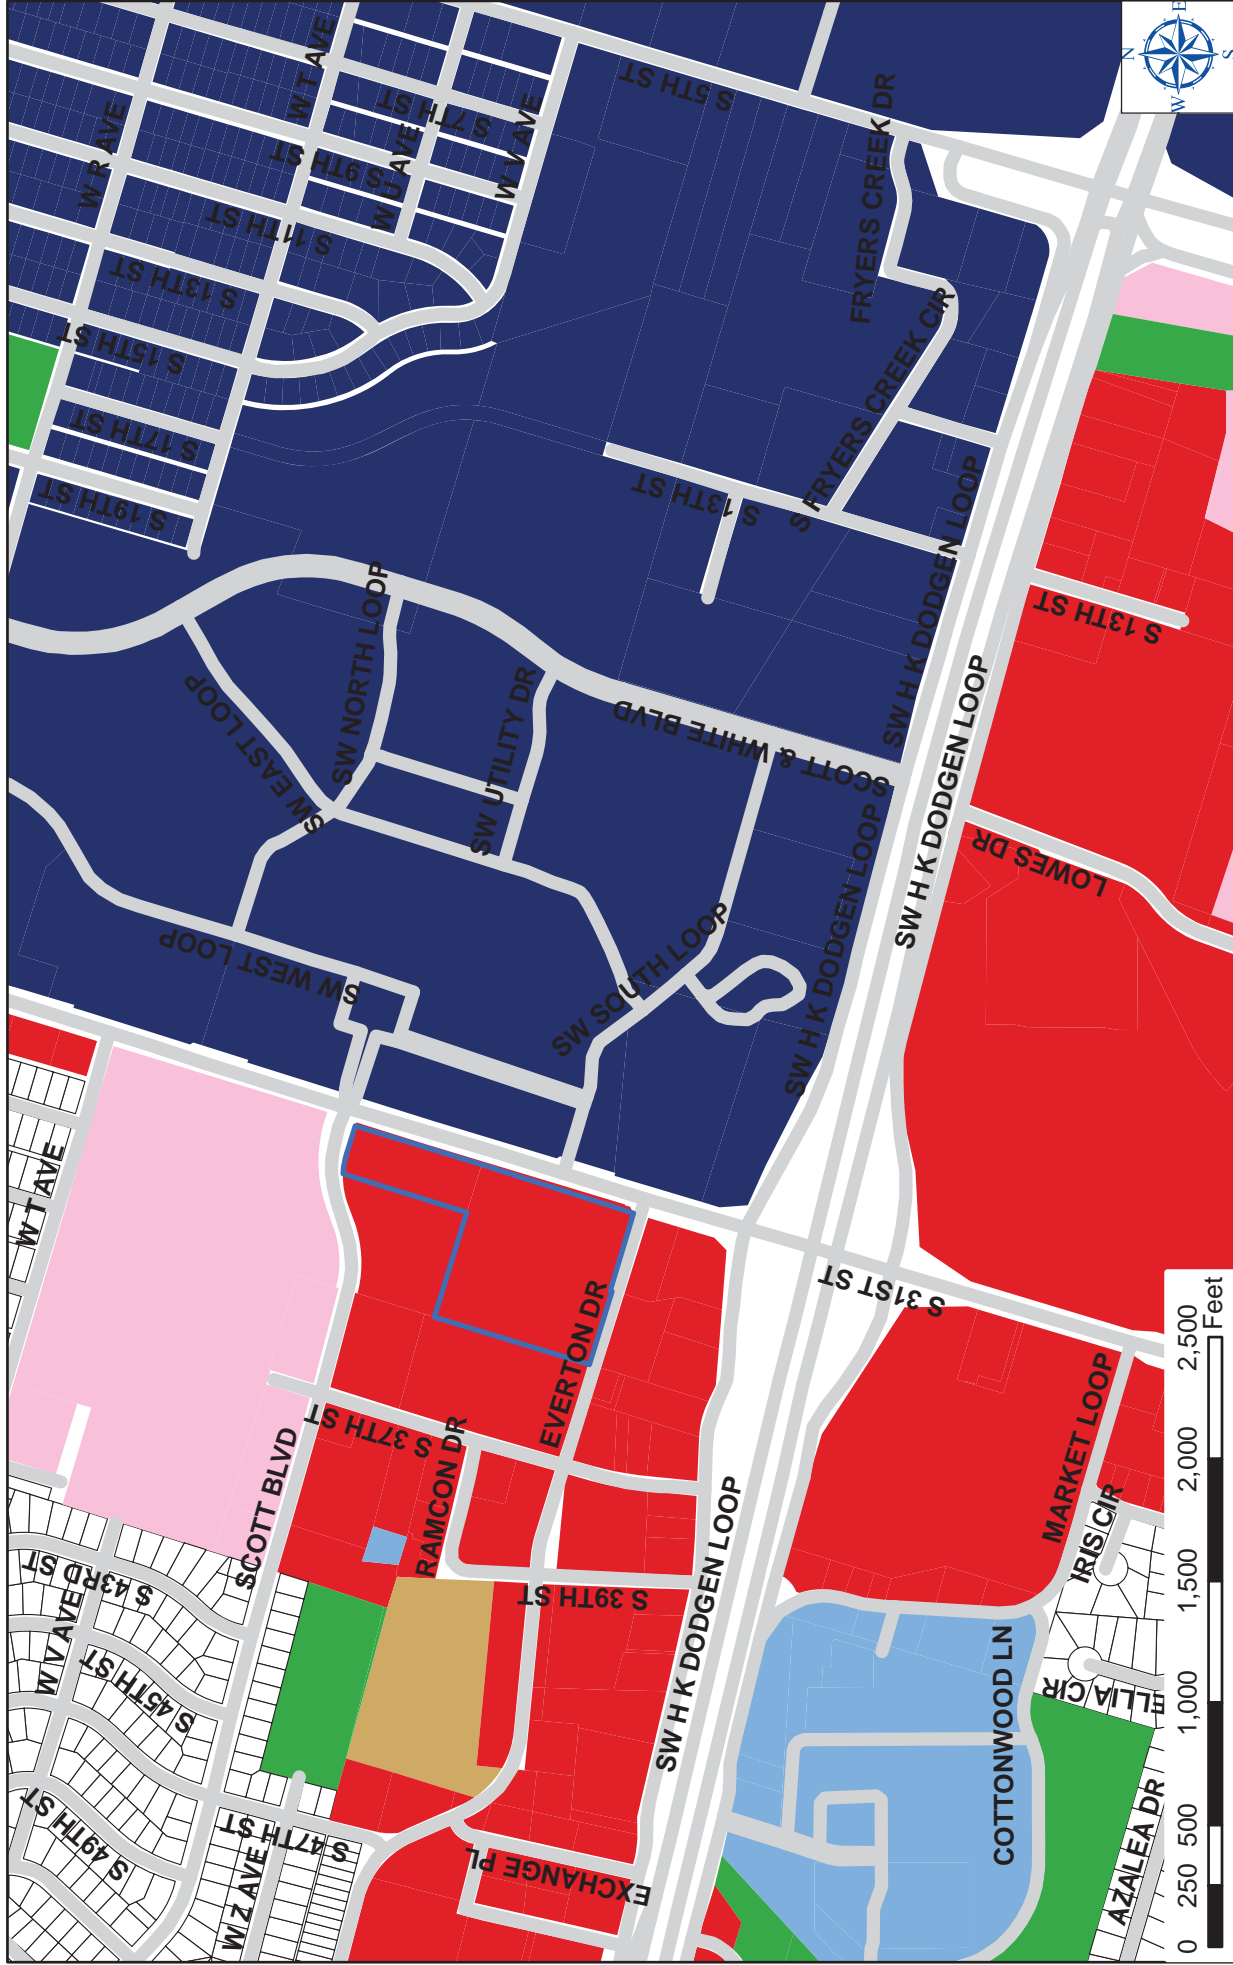 W R AVE
W T AVE
W U AVE
W V AVE
S 5TH ST
S 7TH ST
S 9TH ST
S 11TH ST
S 13TH ST
S 15TH ST
S 17TH ST
S 19TH ST
N
E
S
W
FRYERS CREEK DR
S FRYERS CREEK CIR
S 13TH ST
SW H K DODGEN LOOP
SW NORTH LOOP
SW EAST LOOP
SW UTILITY DR
SCOTT & WHITE BLVD
SW WEST LOOP
SW SOUTH LOOP
SW H K DODGEN LOOP
SW H K DODGEN LOOP
S 13TH ST
LOWES DR
W T AVE
S 31ST ST
EVERTON DR
S 37TH ST
RAMCON DR
SCOTT BLVD
S 39TH ST
SW H K DODGEN LOOP
MARKET LOOP
IRIS CIR
ELLIA CIR
COTTONWOOD LN
AZALEA DR
S 43RD ST
W V AVE
S 45TH ST
S 49TH ST
S 47TH ST
W Z AVE
EXCHANGE PL
0 250 500 1,000 1,500 2,000 2,500
Feet